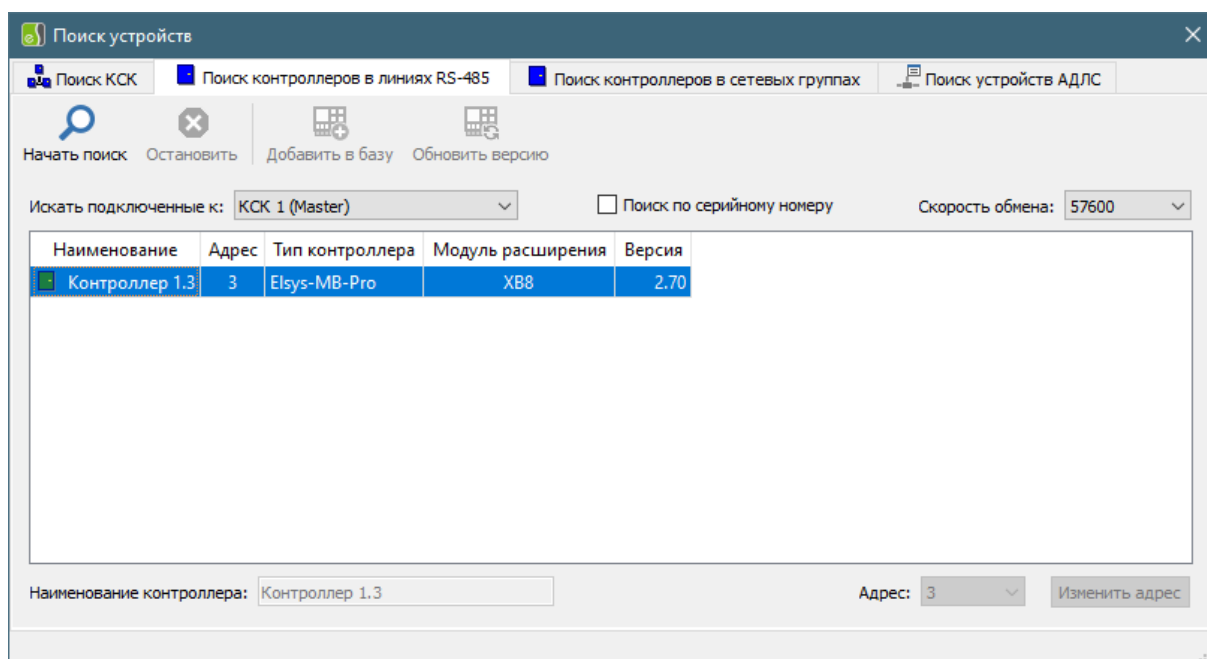 Поиск устройств
Поиск КСК Поиск контроллеров в линиях RS-485 Поиск контроллеров в сетевых группах Поиск устройств АДЛС
Начать поиск Остановить Добавить в базу Обновить версию
Искать подключенные к: КСК 1 (Master) Поиск по серийному номеру Скорость обмена: 57600
Наименование Адрес Тип контроллера Модуль расширения Версия
Контроллер 1.3 3 Elsys-MB-Pro XB8 2.70
Наименование контроллера: Контроллер 1.3 Адрес: 3 Изменить адрес